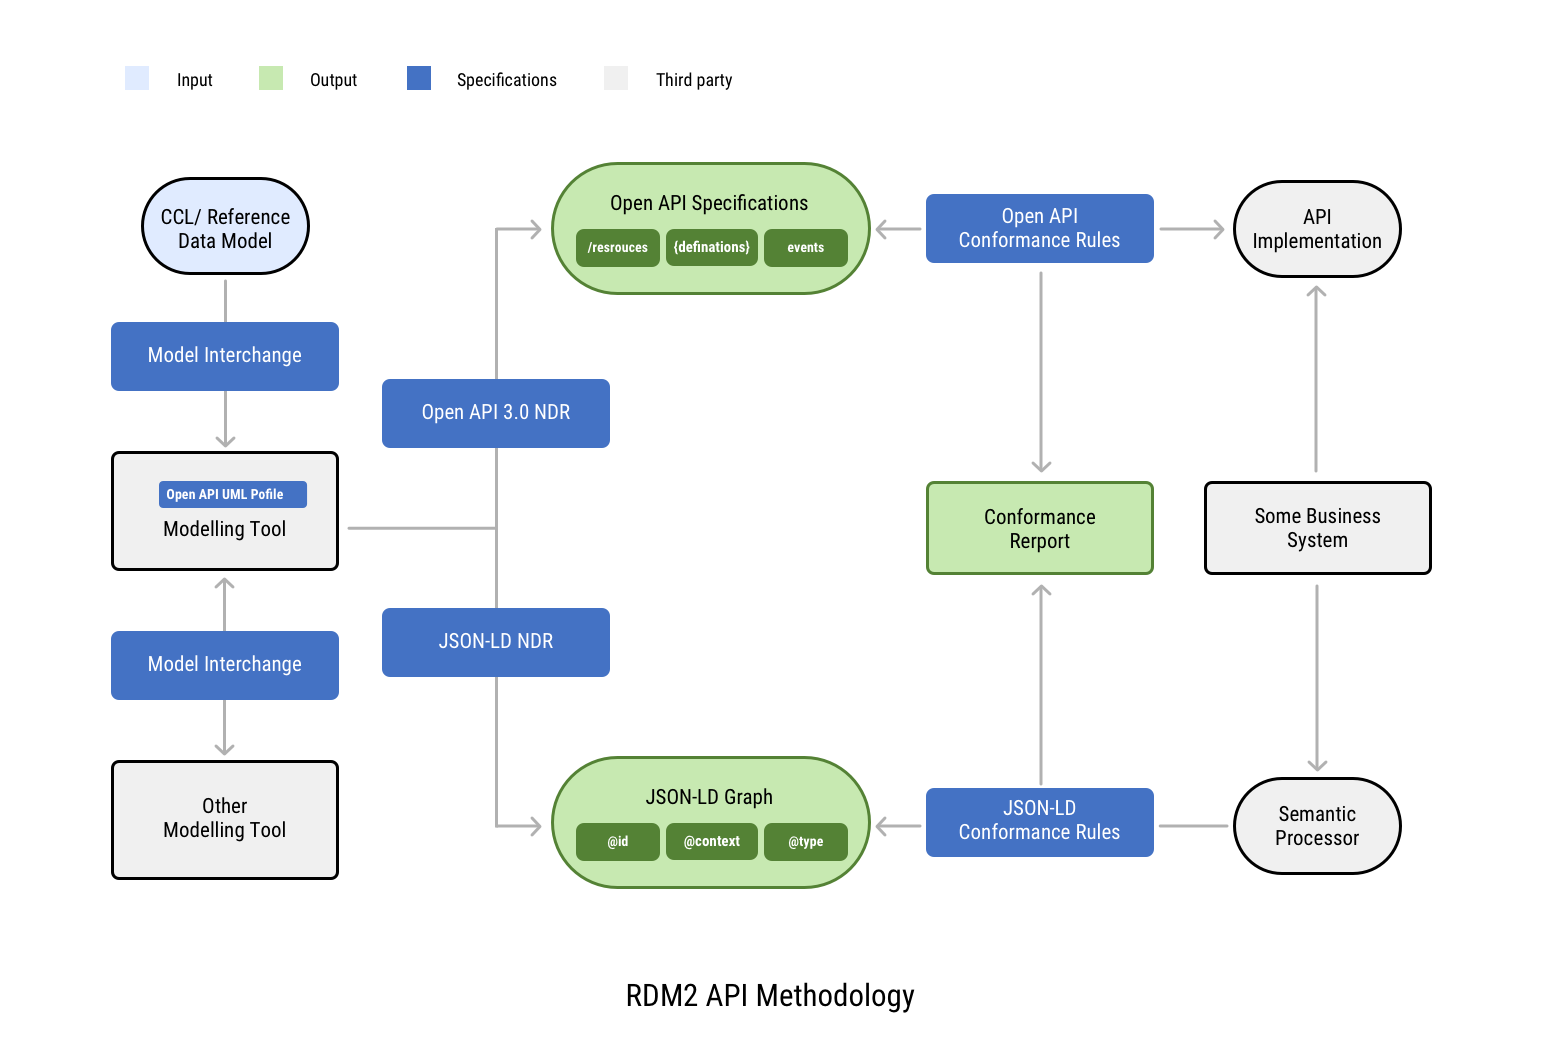 Input
Output
Specifications
Third party
CCL/ Reference
Data Model
Model Interchange
Open API UML Pofile
Modelling Tool
Model Interchange
Other
Modelling Tool
Open API 3.0 NDR
JSON-LD NDR
Open API Specifications
/resrouces
{definations}
events
JSON-LD Graph
@id
@context
@type
Open API
Conformance Rules
Conformance
Rerport
JSON-LD
Conformance Rules
API
Implementation
Some Business
System
Semantic
Processor
RDM2 API Methodology